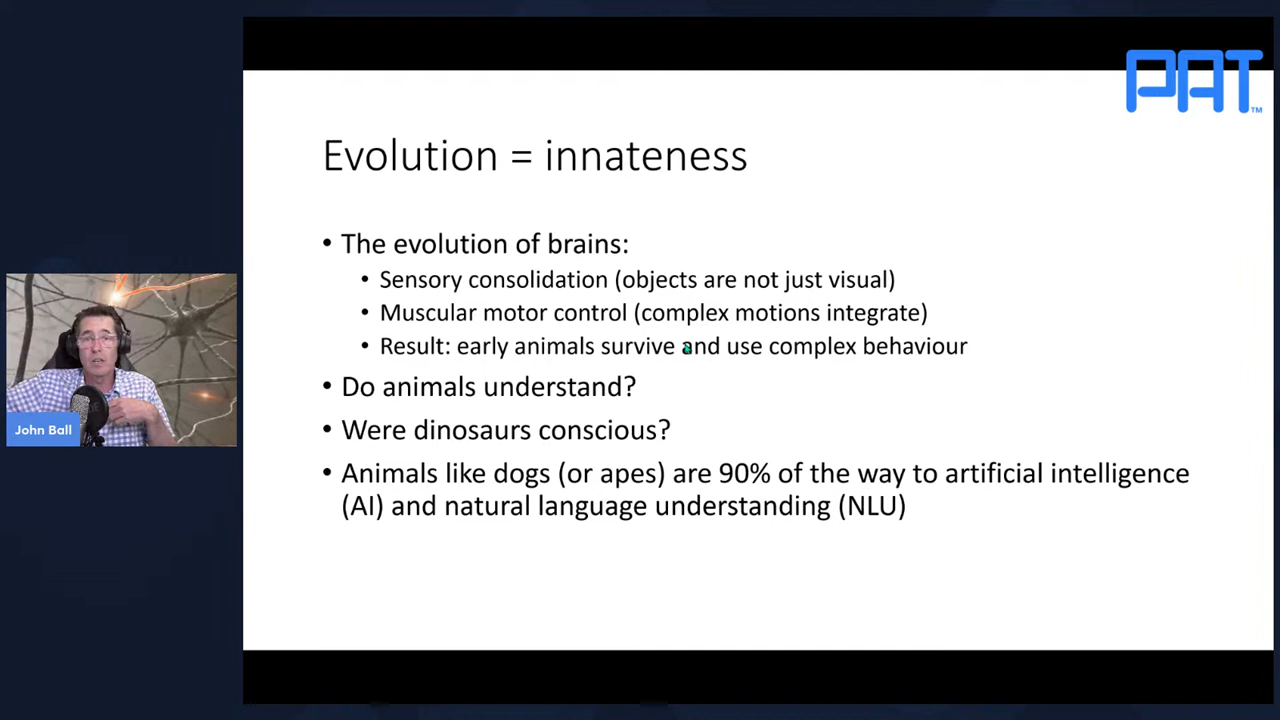 PAT™
Evolution = innateness
• The evolution of brains:
• Sensory consolidation (objects are not just visual)
• Muscular motor control (complex motions integrate)
• Result: early animals survive and use complex behaviour
• Do animals understand?
• Were dinosaurs conscious?
• Animals like dogs (or apes) are 90% of the way to artificial intelligence
(AI) and natural language understanding (NLU)
John Ball